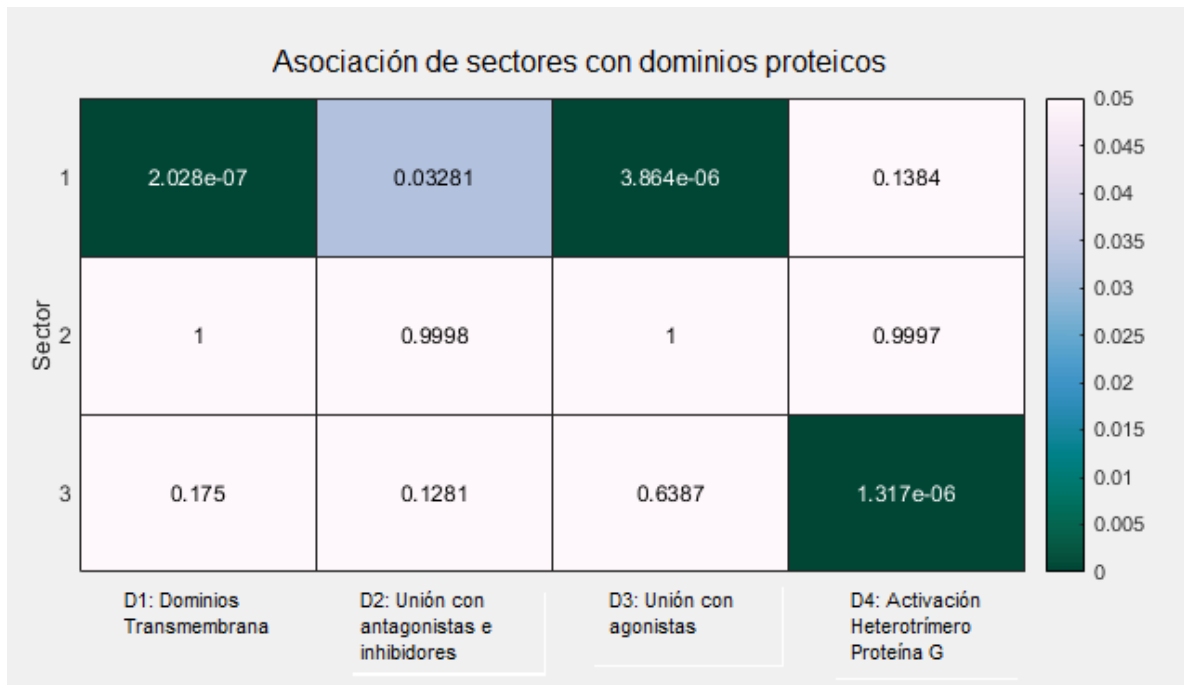 Asociación de sectores con dominios proteicos
Sector
1
2.028e-07
0.03281
3.864e-06
0.1384
2
1
0.9998
1
0.9997
3
0.175
0.1281
0.6387
1.317e-06
0.05
0.045
0.04
0.035
0.03
0.025
0.02
0.015
0.01
0.005
0
D1: Dominios
Transmembrana
D2: Unión con
antagonistas e
inhibidores
D3: Unión con
agonistas
D4: Activación
Heterotrímero
Proteína G